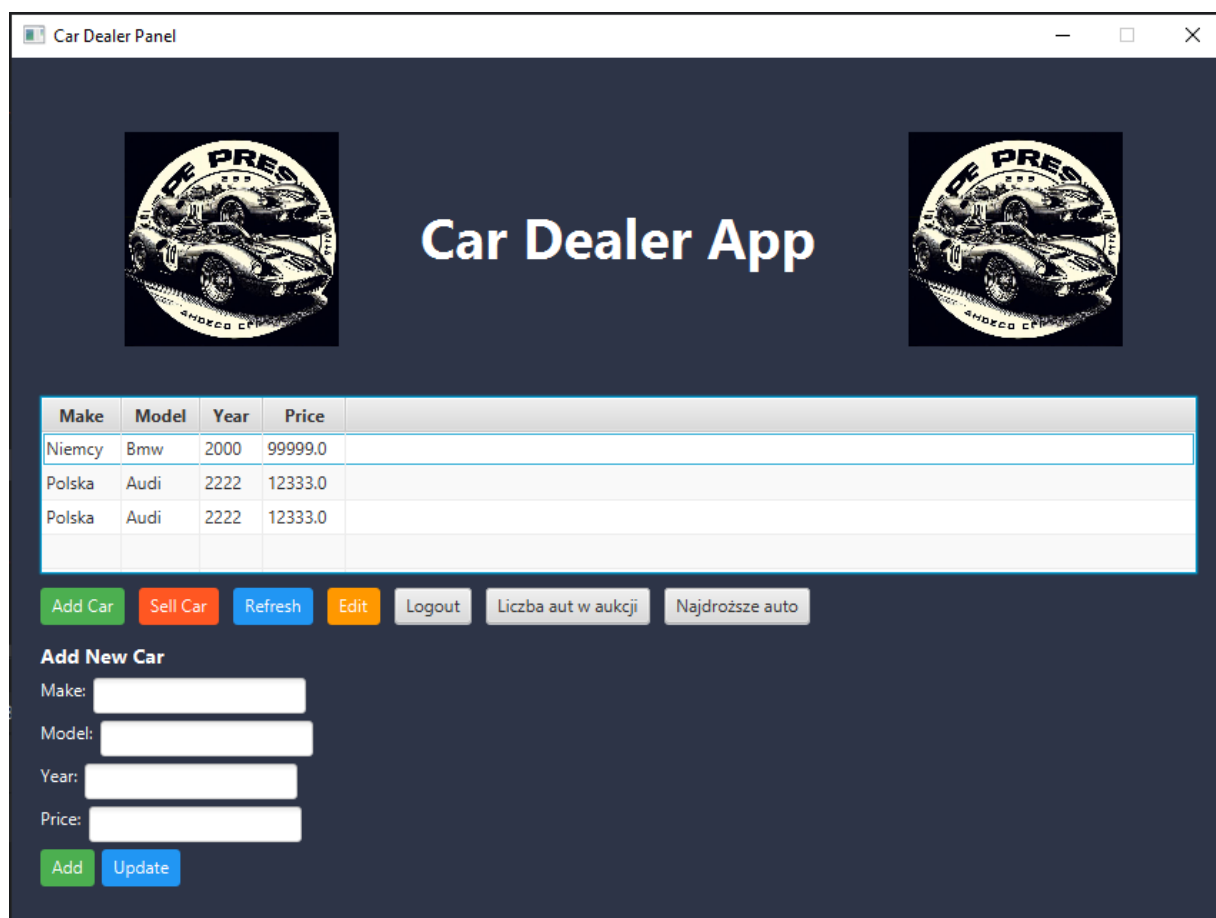 Car Dealer Panel
Car Dealer App
Make Model Year Price
Niemcy Bmw 2000 99999.0
Polska Audi 2222 12333.0
Polska Audi 2222 12333.0
Add Car Sell Car Refresh Edit Logout Liczba aut w aukcji Najdroższe auto
Add New Car
Make:
Model:
Year:
Price:
Add Update